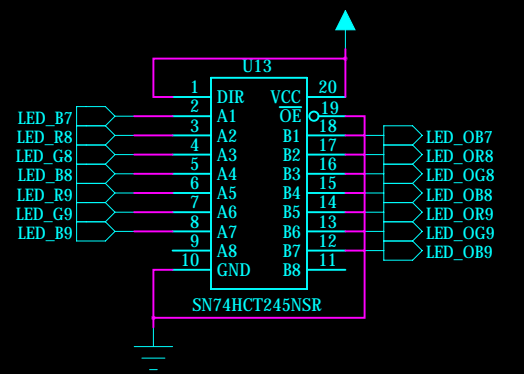 U13
1 DIR VCC 20
LED_B7 2 A1 OE 19
LED_R8 3 A2 B1 18 LED_OB7
LED_G8 4 A3 B2 17 LED_OR8
LED_B8 5 A4 B3 16 LED_OG8
LED_R9 6 A5 B4 15 LED_OB8
LED_G9 7 A6 B5 14 LED_OR9
LED_B9 8 A7 B6 13 LED_OG9
9 A8 B7 12 LED_OB9
10 GND B8 11
SN74HCT245NSR